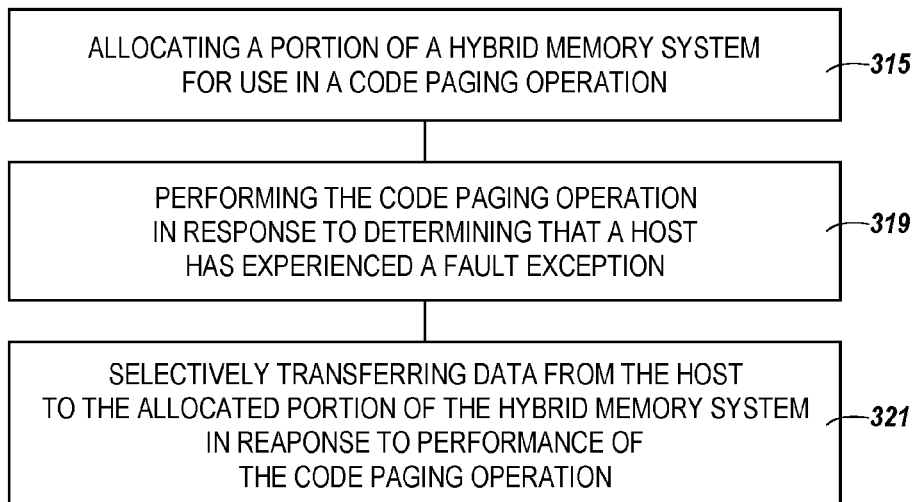 ALLOCATING A PORTION OF A HYBRID MEMORY SYSTEM
FOR USE IN A CODE PAGING OPERATION
315
PERFORMING THE CODE PAGING OPERATION
IN RESPONSE TO DETERMINING THAT A HOST
HAS EXPERIENCED A FAULT EXCEPTION
319
SELECTIVELY TRANSFERRING DATA FROM THE HOST
TO THE ALLOCATED PORTION OF THE HYBRID MEMORY SYSTEM
IN REAPONSE TO PERFORMANCE OF
THE CODE PAGING OPERATION
321